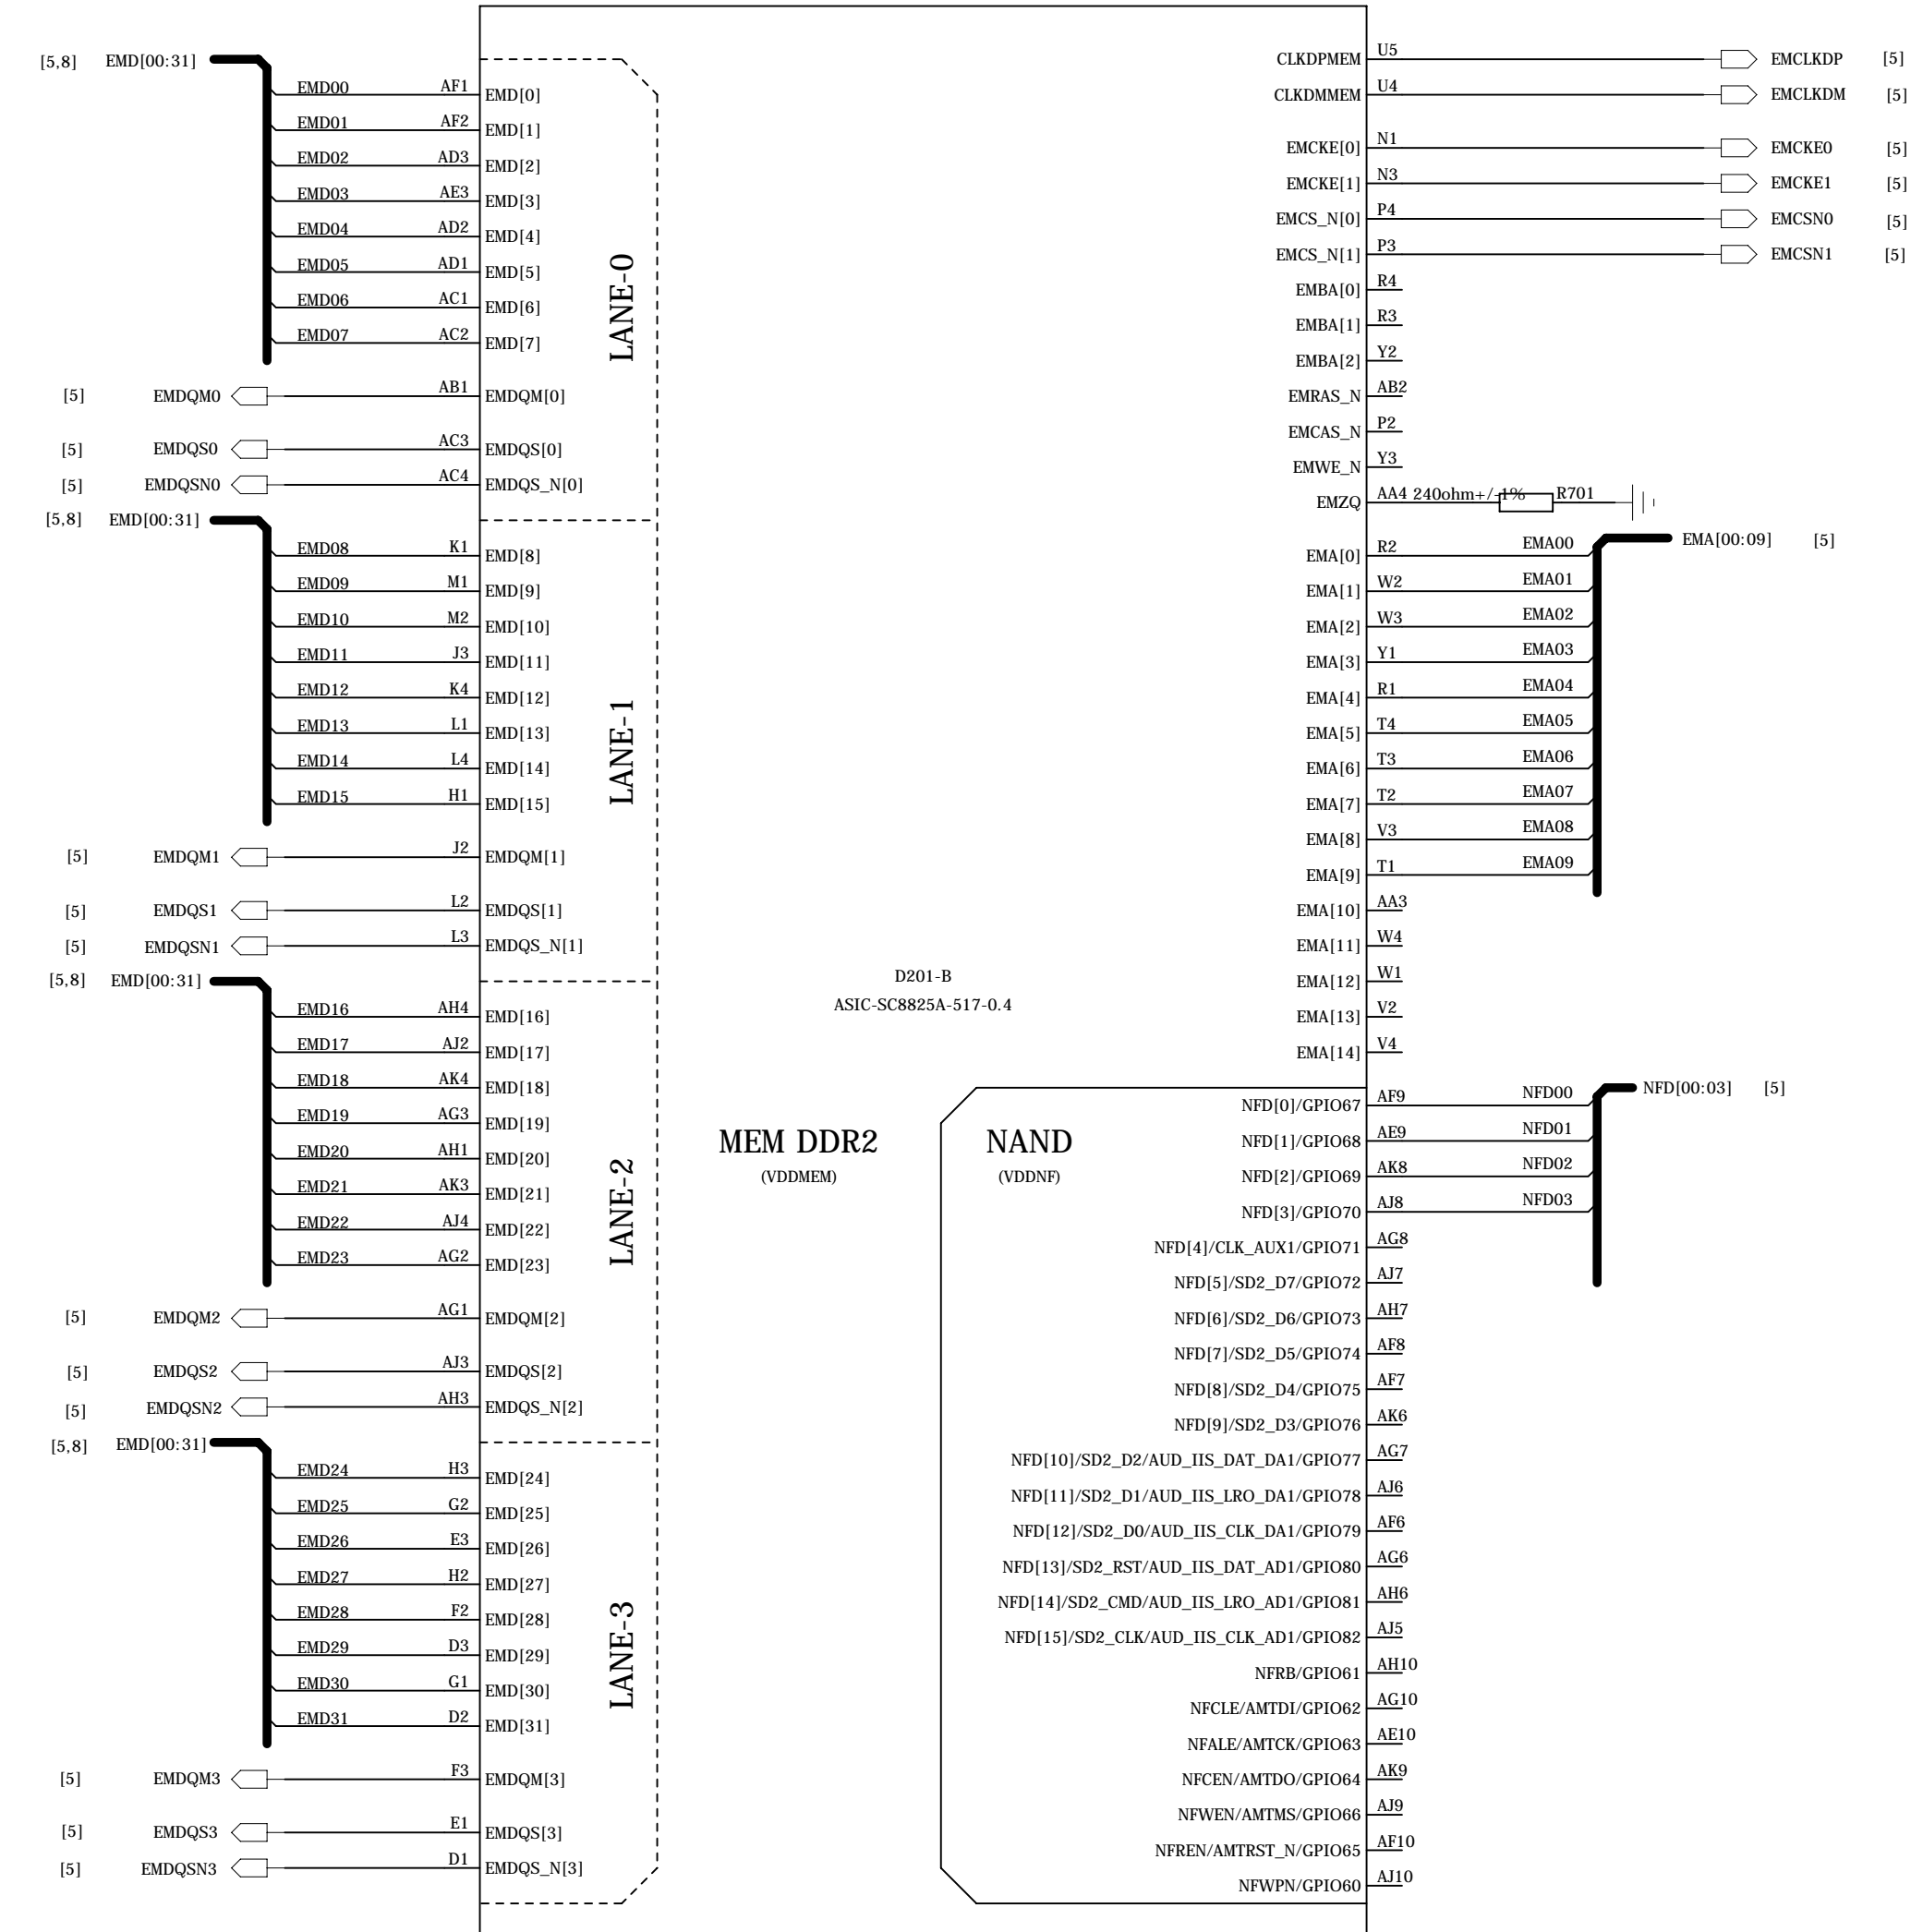 [5,8] EMD[00:31]
EMD00 AF1 EMD[0]
EMD01 AF2 EMD[1]
EMD02 AD3 EMD[2]
EMD03 AE3 EMD[3]
EMD04 AD2 EMD[4]
EMD05 AD1 EMD[5]
EMD06 AC1 EMD[6]
EMD07 AC2 EMD[7]
[5] EMDQM0 AB1 EMDQM[0]
[5] EMDQS0 AC3 EMDQS[0]
[5] EMDQSN0 AC4 EMDQS_N[0]
LANE-0
[5,8] EMD[00:31]
EMD08 K1 EMD[8]
EMD09 M1 EMD[9]
EMD10 M2 EMD[10]
EMD11 J3 EMD[11]
EMD12 K4 EMD[12]
EMD13 L1 EMD[13]
EMD14 L4 EMD[14]
EMD15 H1 EMD[15]
[5] EMDQM1 J2 EMDQM[1]
[5] EMDQS1 L2 EMDQS[1]
[5] EMDQSN1 L3 EMDQS_N[1]
LANE-1
[5,8] EMD[00:31]
EMD16 AH4 EMD[16]
EMD17 AJ2 EMD[17]
EMD18 AK4 EMD[18]
EMD19 AG3 EMD[19]
EMD20 AH1 EMD[20]
EMD21 AK3 EMD[21]
EMD22 AJ4 EMD[22]
EMD23 AG2 EMD[23]
[5] EMDQM2 AG1 EMDQM[2]
[5] EMDQS2 AJ3 EMDQS[2]
[5] EMDQSN2 AH3 EMDQS_N[2]
LANE-2
[5,8] EMD[00:31]
EMD24 H3 EMD[24]
EMD25 G2 EMD[25]
EMD26 E3 EMD[26]
EMD27 H2 EMD[27]
EMD28 F2 EMD[28]
EMD29 D3 EMD[29]
EMD30 G1 EMD[30]
EMD31 D2 EMD[31]
[5] EMDQM3 F3 EMDQM[3]
[5] EMDQS3 E1 EMDQS[3]
[5] EMDQSN3 D1 EMDQS_N[3]
LANE-3
D201-B
ASIC-SC8825A-517-0.4
MEM DDR2
(VDDMEM)
NAND
(VDDNF)
CLKDPMEM U5 EMCLKDP [5]
CLKDMMEM U4 EMCLKDM [5]
EMCKE[0] N1 EMCKE0 [5]
EMCKE[1] N3 EMCKE1 [5]
EMCS_N[0] P4 EMCSN0 [5]
EMCS_N[1] P3 EMCSN1 [5]
EMBA[0] R4
EMBA[1] R3
EMBA[2] Y2
EMRAS_N AB2
EMCAS_N P2
EMWE_N Y3
EMZQ AA4 240ohm+/-1% R701
EMA[00:09] [5]
EMA[0] R2 EMA00
EMA[1] W2 EMA01
EMA[2] W3 EMA02
EMA[3] Y1 EMA03
EMA[4] R1 EMA04
EMA[5] T4 EMA05
EMA[6] T3 EMA06
EMA[7] T2 EMA07
EMA[8] V3 EMA08
EMA[9] T1 EMA09
EMA[10] AA3
EMA[11] W4
EMA[12] W1
EMA[13] V2
EMA[14] V4
NFD[00:03] [5]
NFD[0]/GPIO67 AF9 NFD00
NFD[1]/GPIO68 AE9 NFD01
NFD[2]/GPIO69 AK8 NFD02
NFD[3]/GPIO70 AJ8 NFD03
NFD[4]/CLK_AUX1/GPIO71 AG8
NFD[5]/SD2_D7/GPIO72 AJ7
NFD[6]/SD2_D6/GPIO73 AH7
NFD[7]/SD2_D5/GPIO74 AF8
NFD[8]/SD2_D4/GPIO75 AF7
NFD[9]/SD2_D3/GPIO76 AK6
NFD[10]/SD2_D2/AUD_IIS_DAT_DA1/GPIO77 AG7
NFD[11]/SD2_D1/AUD_IIS_LRO_DA1/GPIO78 AJ6
NFD[12]/SD2_D0/AUD_IIS_CLK_DA1/GPIO79 AF6
NFD[13]/SD2_RST/AUD_IIS_DAT_AD1/GPIO80 AG6
NFD[14]/SD2_CMD/AUD_IIS_LRO_AD1/GPIO81 AH6
NFD[15]/SD2_CLK/AUD_IIS_CLK_AD1/GPIO82 AJ5
NFRB/GPIO61 AH10
NFCLE/AMTDI/GPIO62 AG10
NFALE/AMTCK/GPIO63 AE10
NFCEN/AMTDO/GPIO64 AK9
NFWEN/AMTMS/GPIO66 AJ9
NFREN/AMTRST_N/GPIO65 AF10
NFWPN/GPIO60 AJ10